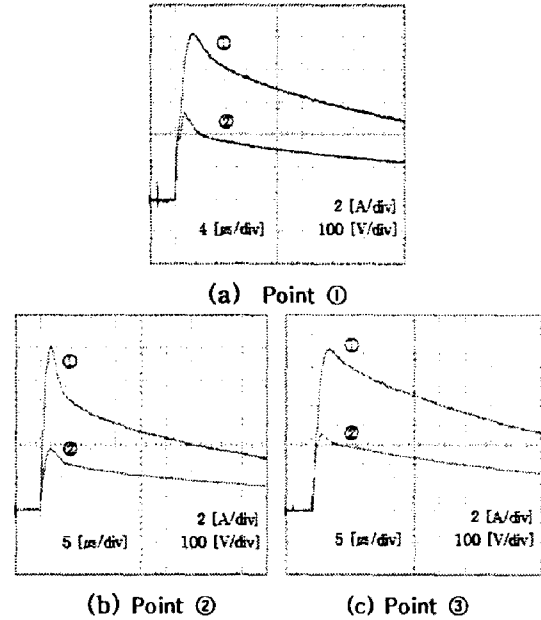 ①
②
2 [A/div]
4 [㎲/div] 100 [V/div]
(a) Point ①
①
②
2 [A/div]
5 [㎲/div] 100 [V/div]
(b) Point ②
①
②
2 [A/div]
5 [㎲/div] 100 [V/div]
(c) Point ③